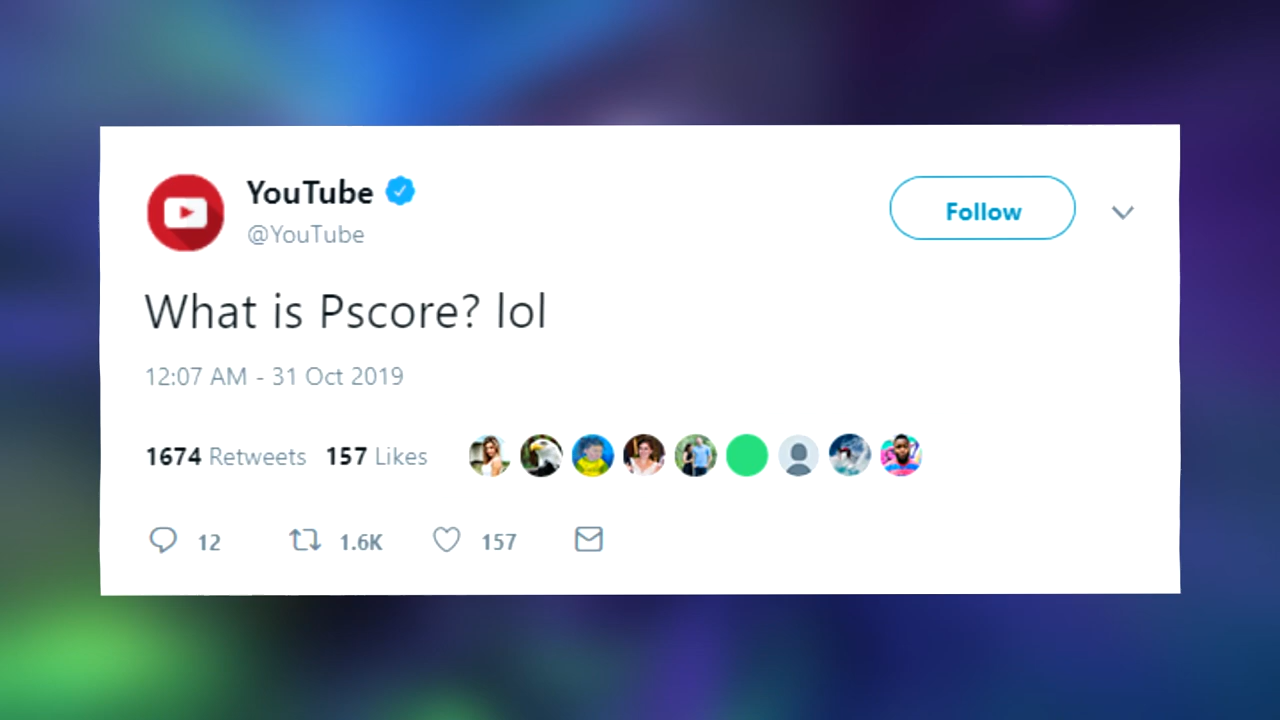 YouTube
@YouTube
Follow
What is Pscore? lol
12:07 AM - 31 Oct 2019
1674 Retweets 157 Likes
12 1.6K 157